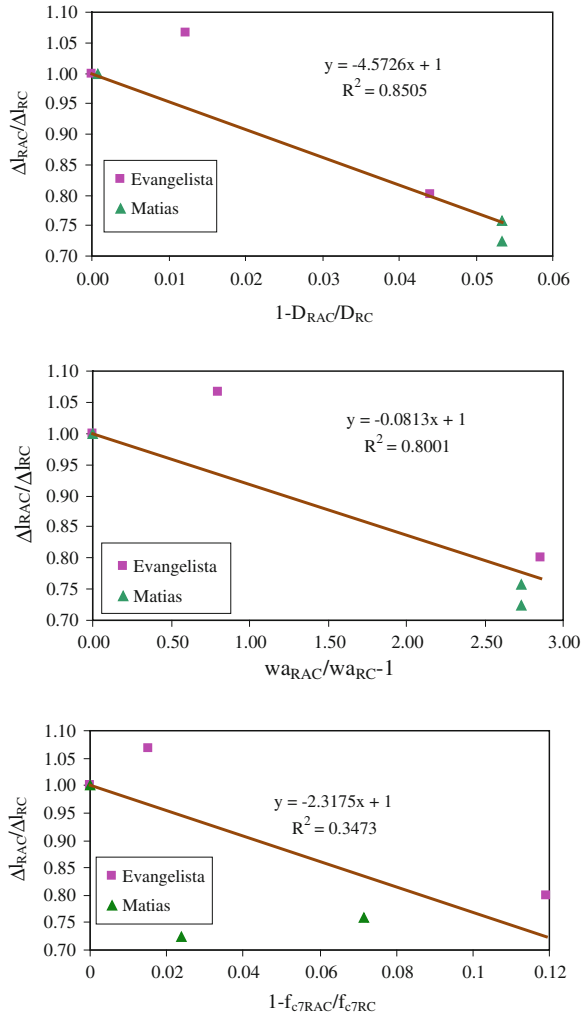 1.10
1.05
1.00
0.95
0.90
0.85
0.80
0.75
0.70
ΔlRAC/ΔlRC
y = -4.5726x + 1
R² = 0.8505
Evangelista
Matias
0.00 0.01 0.02 0.03 0.04 0.05 0.06
1-DRAC/DRC
1.10
1.05
1.00
0.95
0.90
0.85
0.80
0.75
0.70
ΔlRAC/ΔlRC
y = -0.0813x + 1
R² = 0.8001
Evangelista
Matias
0.00 0.50 1.00 1.50 2.00 2.50 3.00
waRAC/waRC-1
1.10
1.05
1.00
0.95
0.90
0.85
0.80
0.75
0.70
ΔlRAC/ΔlRC
y = -2.3175x + 1
R² = 0.3473
Evangelista
Matias
0 0.02 0.04 0.06 0.08 0.1 0.12
1-fc7RAC/fc7RC